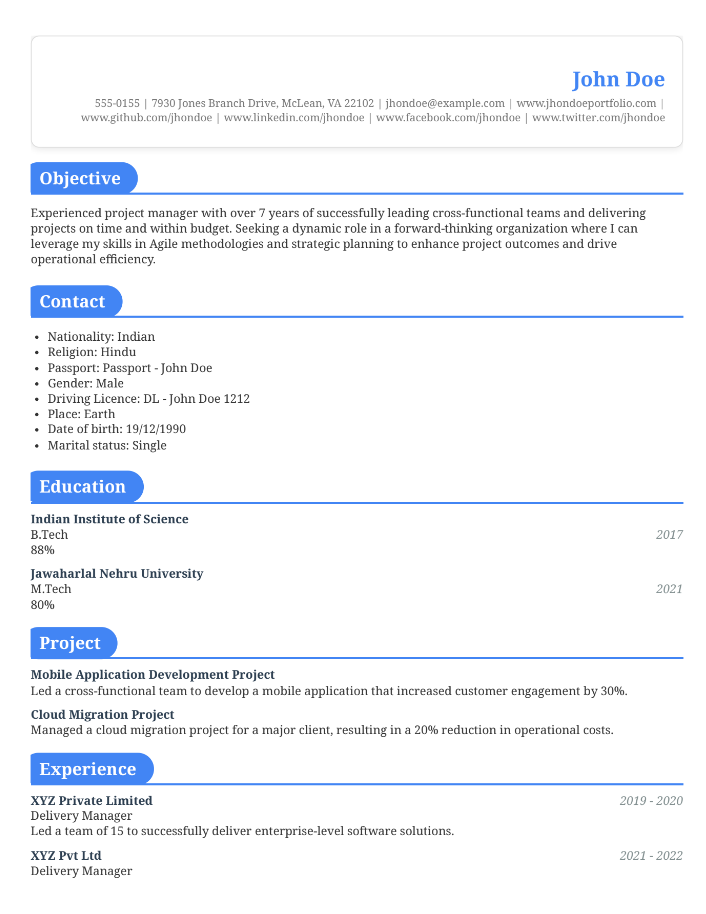 John Doe
555-0155 | 7930 Jones Branch Drive, McLean, VA 22102 | jhondoe@example.com | www.jhondoeportfolio.com |
www.github.com/jhondoe | www.linkedin.com/jhondoe | www.facebook.com/jhondoe | www.twitter.com/jhondoe
Objective
Experienced project manager with over 7 years of successfully leading cross-functional teams and delivering
projects on time and within budget. Seeking a dynamic role in a forward-thinking organization where I can
leverage my skills in Agile methodologies and strategic planning to enhance project outcomes and drive
operational efficiency.
Contact
• Nationality: Indian
• Religion: Hindu
• Passport: Passport - John Doe
• Gender: Male
• Driving Licence: DL - John Doe 1212
• Place: Earth
• Date of birth: 19/12/1990
• Marital status: Single
Education
Indian Institute of Science
B.Tech 2017
88%
Jawaharlal Nehru University
M.Tech 2021
80%
Project
Mobile Application Development Project
Led a cross-functional team to develop a mobile application that increased customer engagement by 30%.
Cloud Migration Project
Managed a cloud migration project for a major client, resulting in a 20% reduction in operational costs.
Experience
XYZ Private Limited 2019 - 2020
Delivery Manager
Led a team of 15 to successfully deliver enterprise-level software solutions.
XYZ Pvt Ltd 2021 - 2022
Delivery Manager